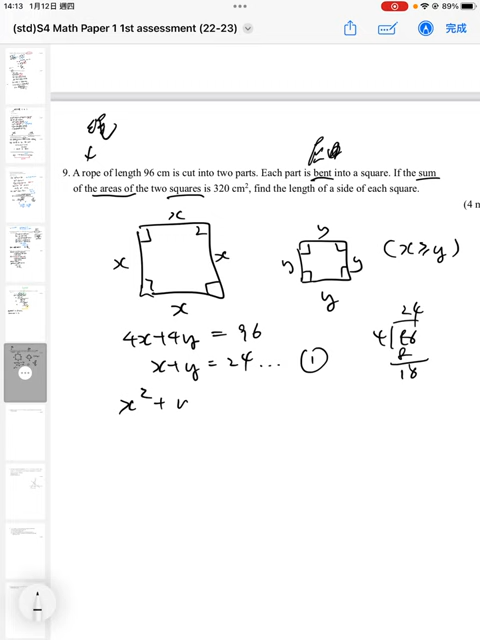 14:13 1月12日 週四
89%
(std)S4 Math Paper 1 1st assessment (22-23)
完成
9. A rope of length 96 cm is cut into two parts. Each part is bent into a square. If the sum
of the areas of the two squares is 320 cm², find the length of a side of each square.
(4 m
x
x
x
x
y
y
y
y
(x ≥ y)
4x+4y = 96
x+y = 24 ... ①
24
4
8
16
x² +